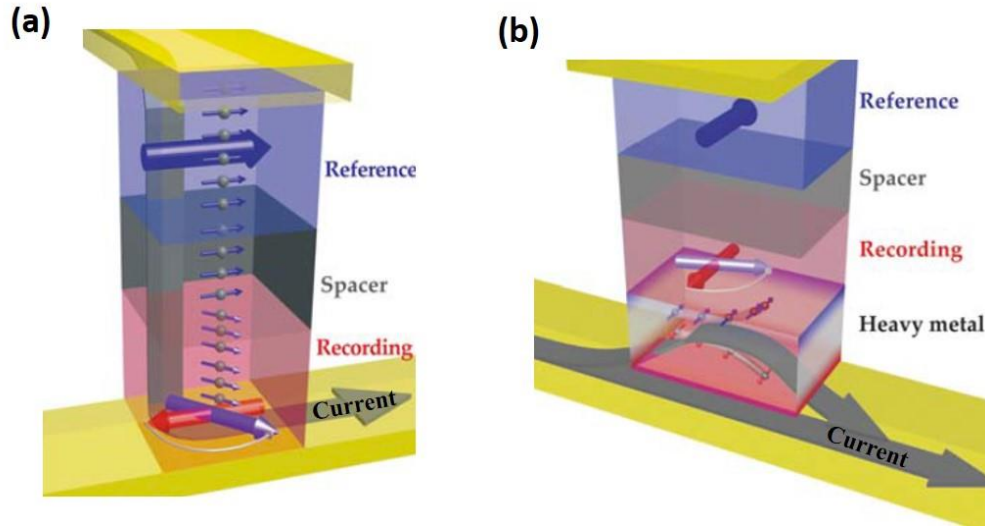 (a)
Reference
Spacer
Recording
Current
(b)
Reference
Spacer
Recording
Heavy metal
Current